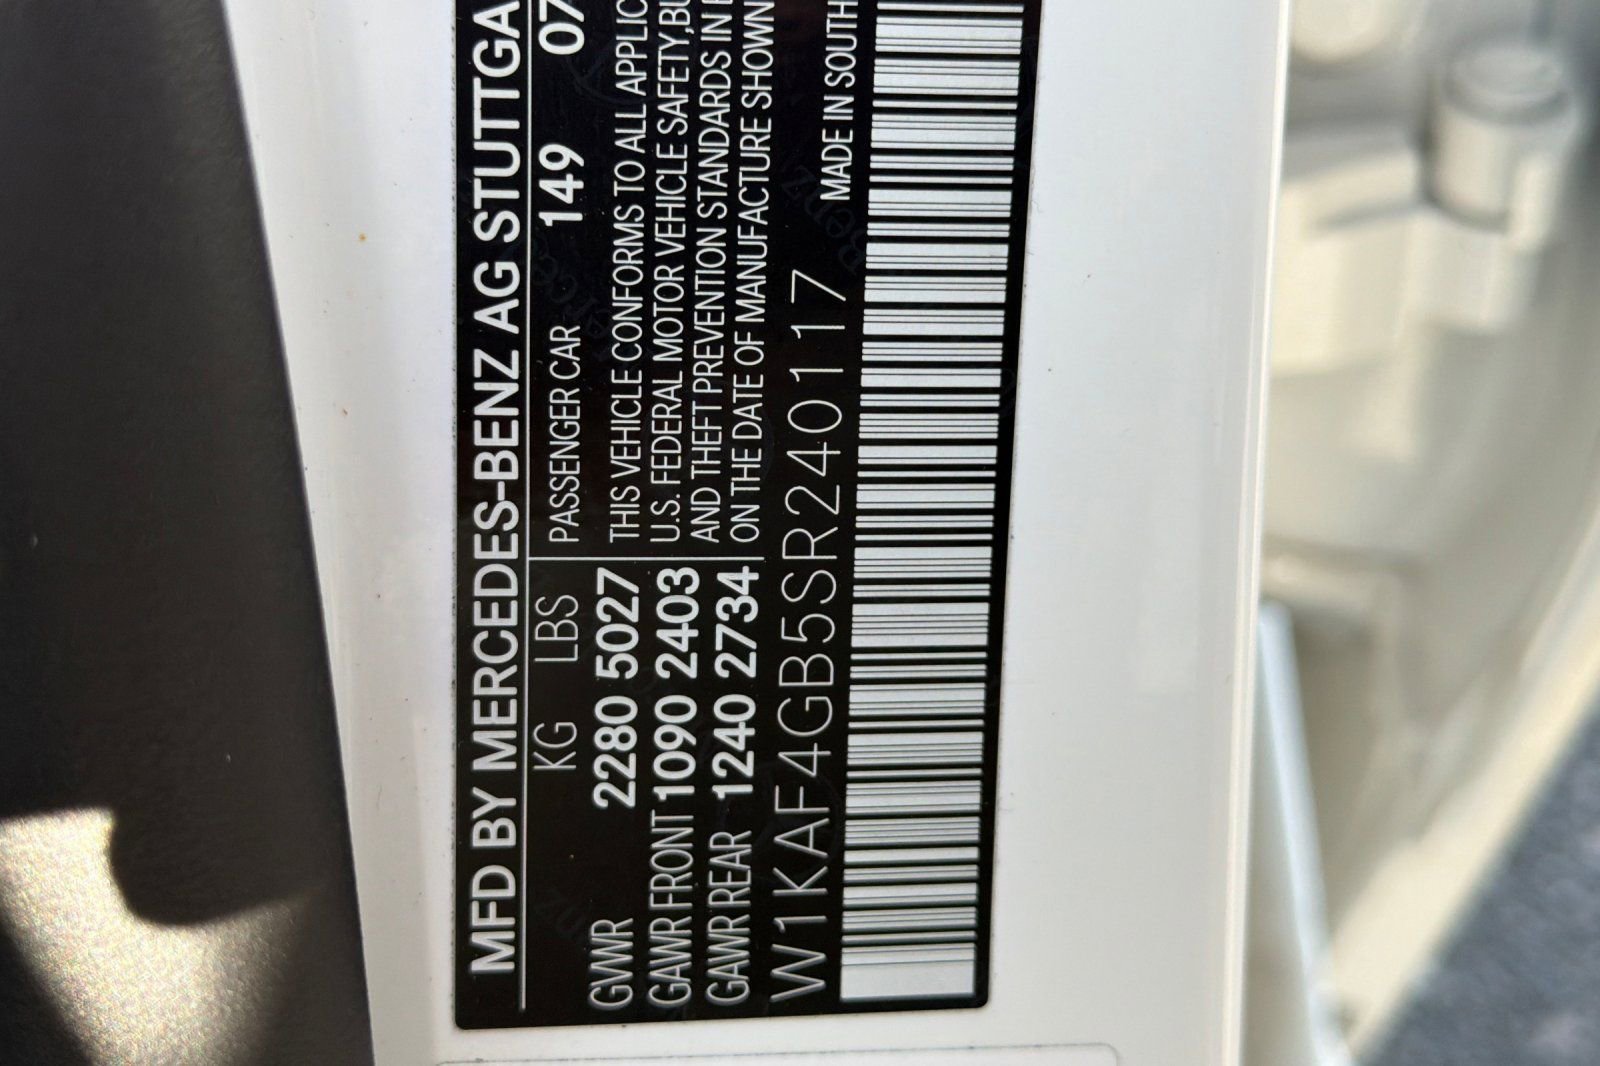 MFD BY MERCEDES-BENZ AG STUTTGA
149 07
KG LBS PASSENGER CAR
GVWR 2280 5027 THIS VEHICLE CONFORMS TO ALL APPLIC
GAWR FRONT 1090 2403 U.S. FEDERAL MOTOR VEHICLE SAFETY, BU
AND THEFT PREVENTION STANDARDS IN
GAWR REAR 1240 2734 ON THE DATE OF MANUFACTURE SHOWN
W1KAF4GB5SR240117 MADE IN SOUTH